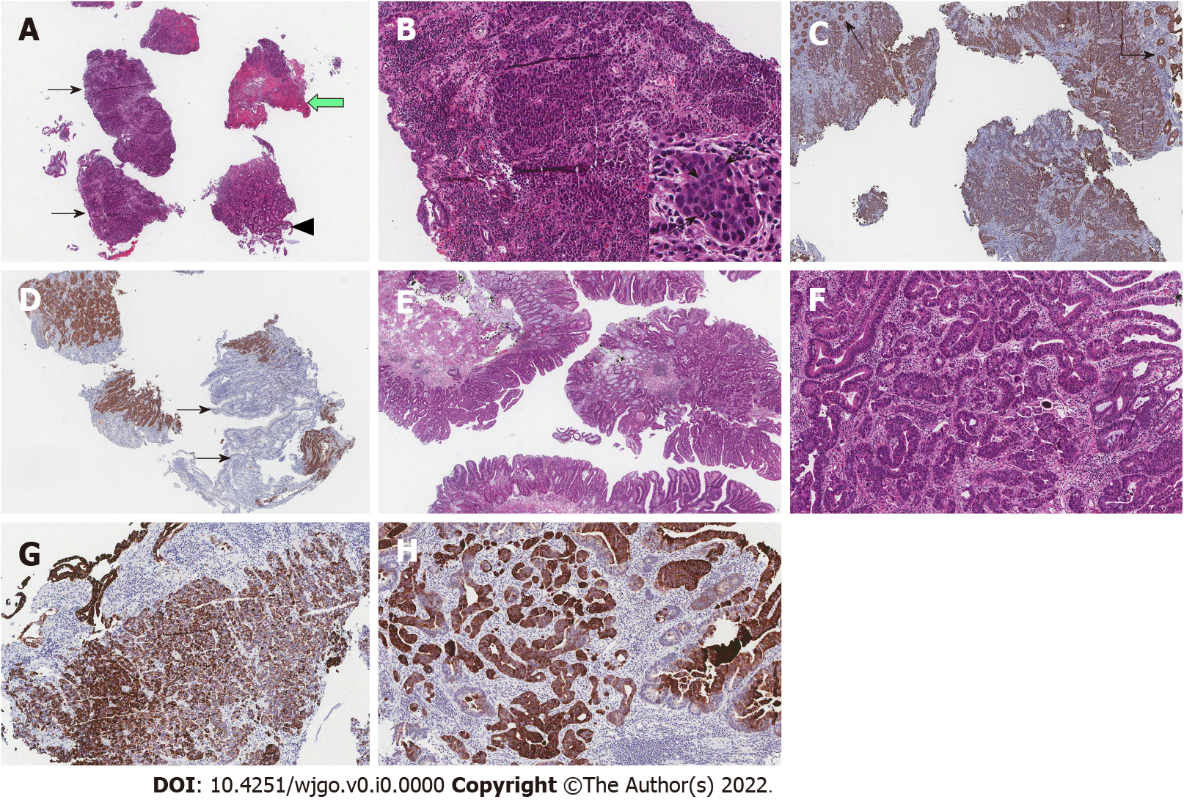 A
B
C
D
E
F
G
H
DOI: 10.4251/wjgo.v0.i0.0000 Copyright ©The Author(s) 2022.